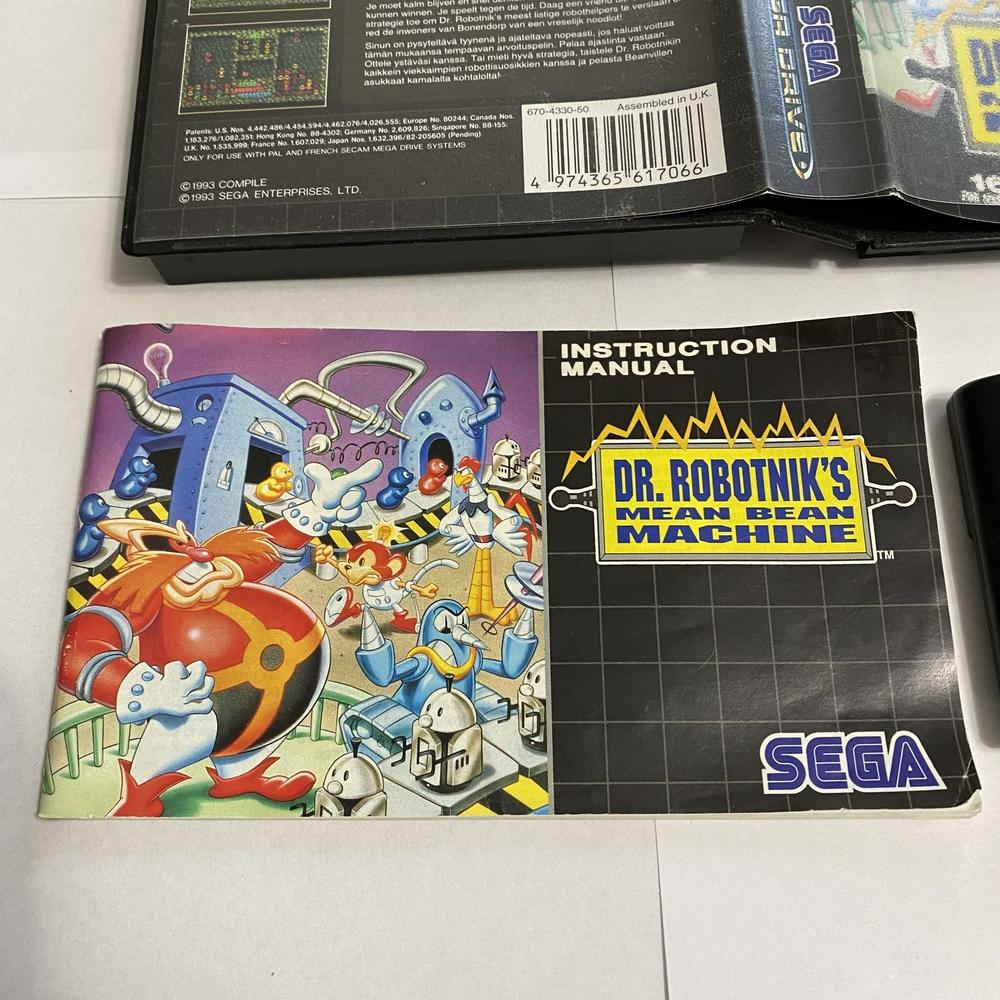 Je moet kalm blijven en snel
kunnen winnen. Je speelt tegen de tijd. Daag een vriend uit
strategie toe om Dr. Robotnik's meest listige robothelpers te verslaan
red de inwoners van Bonendorp van een vreselijk noodlot!
Sinun on pysyteltävä tyynenä ja ajateltava nopeasti, jos haluat voittaa
tämän mukaansa tempaavan arvoituspelin. Pelaa ajastinta vastaan.
Ottele ystäväsi kanssa. Tai mieti hyvä strategia, taistele Dr. Robotnikin
kaikkein viekkaimpien robottisuosikkien kanssa ja pelasta Beanvillen
asukkaat kamalalta kohtalolta!
Patents: U.S. Nos. 4,442,486/4,454,594/4,462,076/4,026,555; Europe No. 80244; Canada Nos.
1,183,276/1,082,351; Hong Kong No. 88-4302; Germany No. 2,609,826; Singapore No. 88-155.
U.K. No. 1,535,999; France No. 1,607,029; Japan Nos. 1,632,396/82-205605 (Pending)
ONLY FOR USE WITH PAL AND FRENCH SECAM MEGA DRIVE SYSTEMS
©1993 COMPILE
©1993 SEGA ENTERPRISES, LTD.
670-4330-50 Assembled in U.K.
4 974365 617066
SEGA
GA DRIVE
INSTRUCTION
MANUAL
DR. ROBOTNIK'S
MEAN BEAN
MACHINE
TM
SEGA